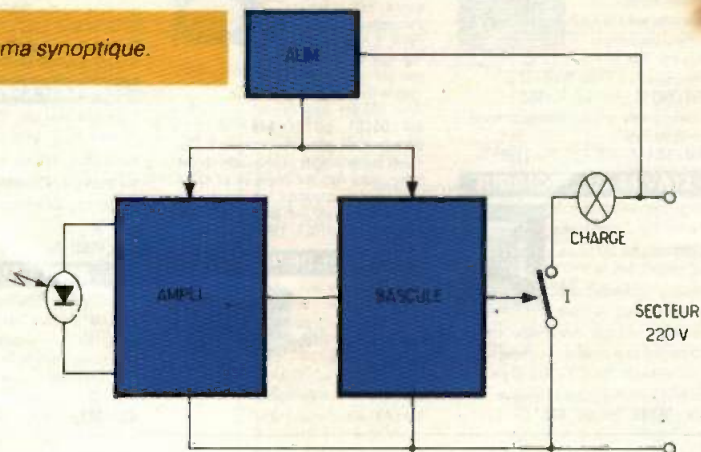 ma synoptique.
ALIM
AMPLI
BASCULE
CHARGE
I
SECTEUR
220 V